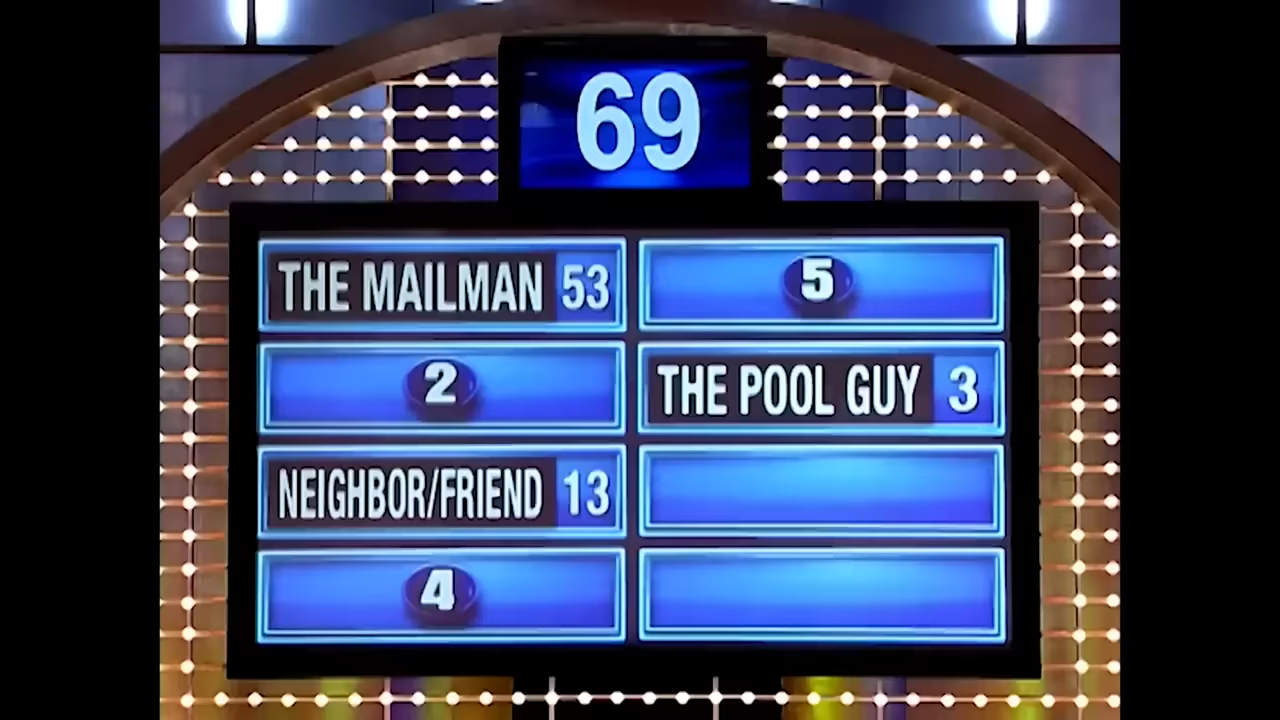 69
THE MAILMAN 53
5
2
THE POOL GUY 3
NEIGHBOR/FRIEND 13
4